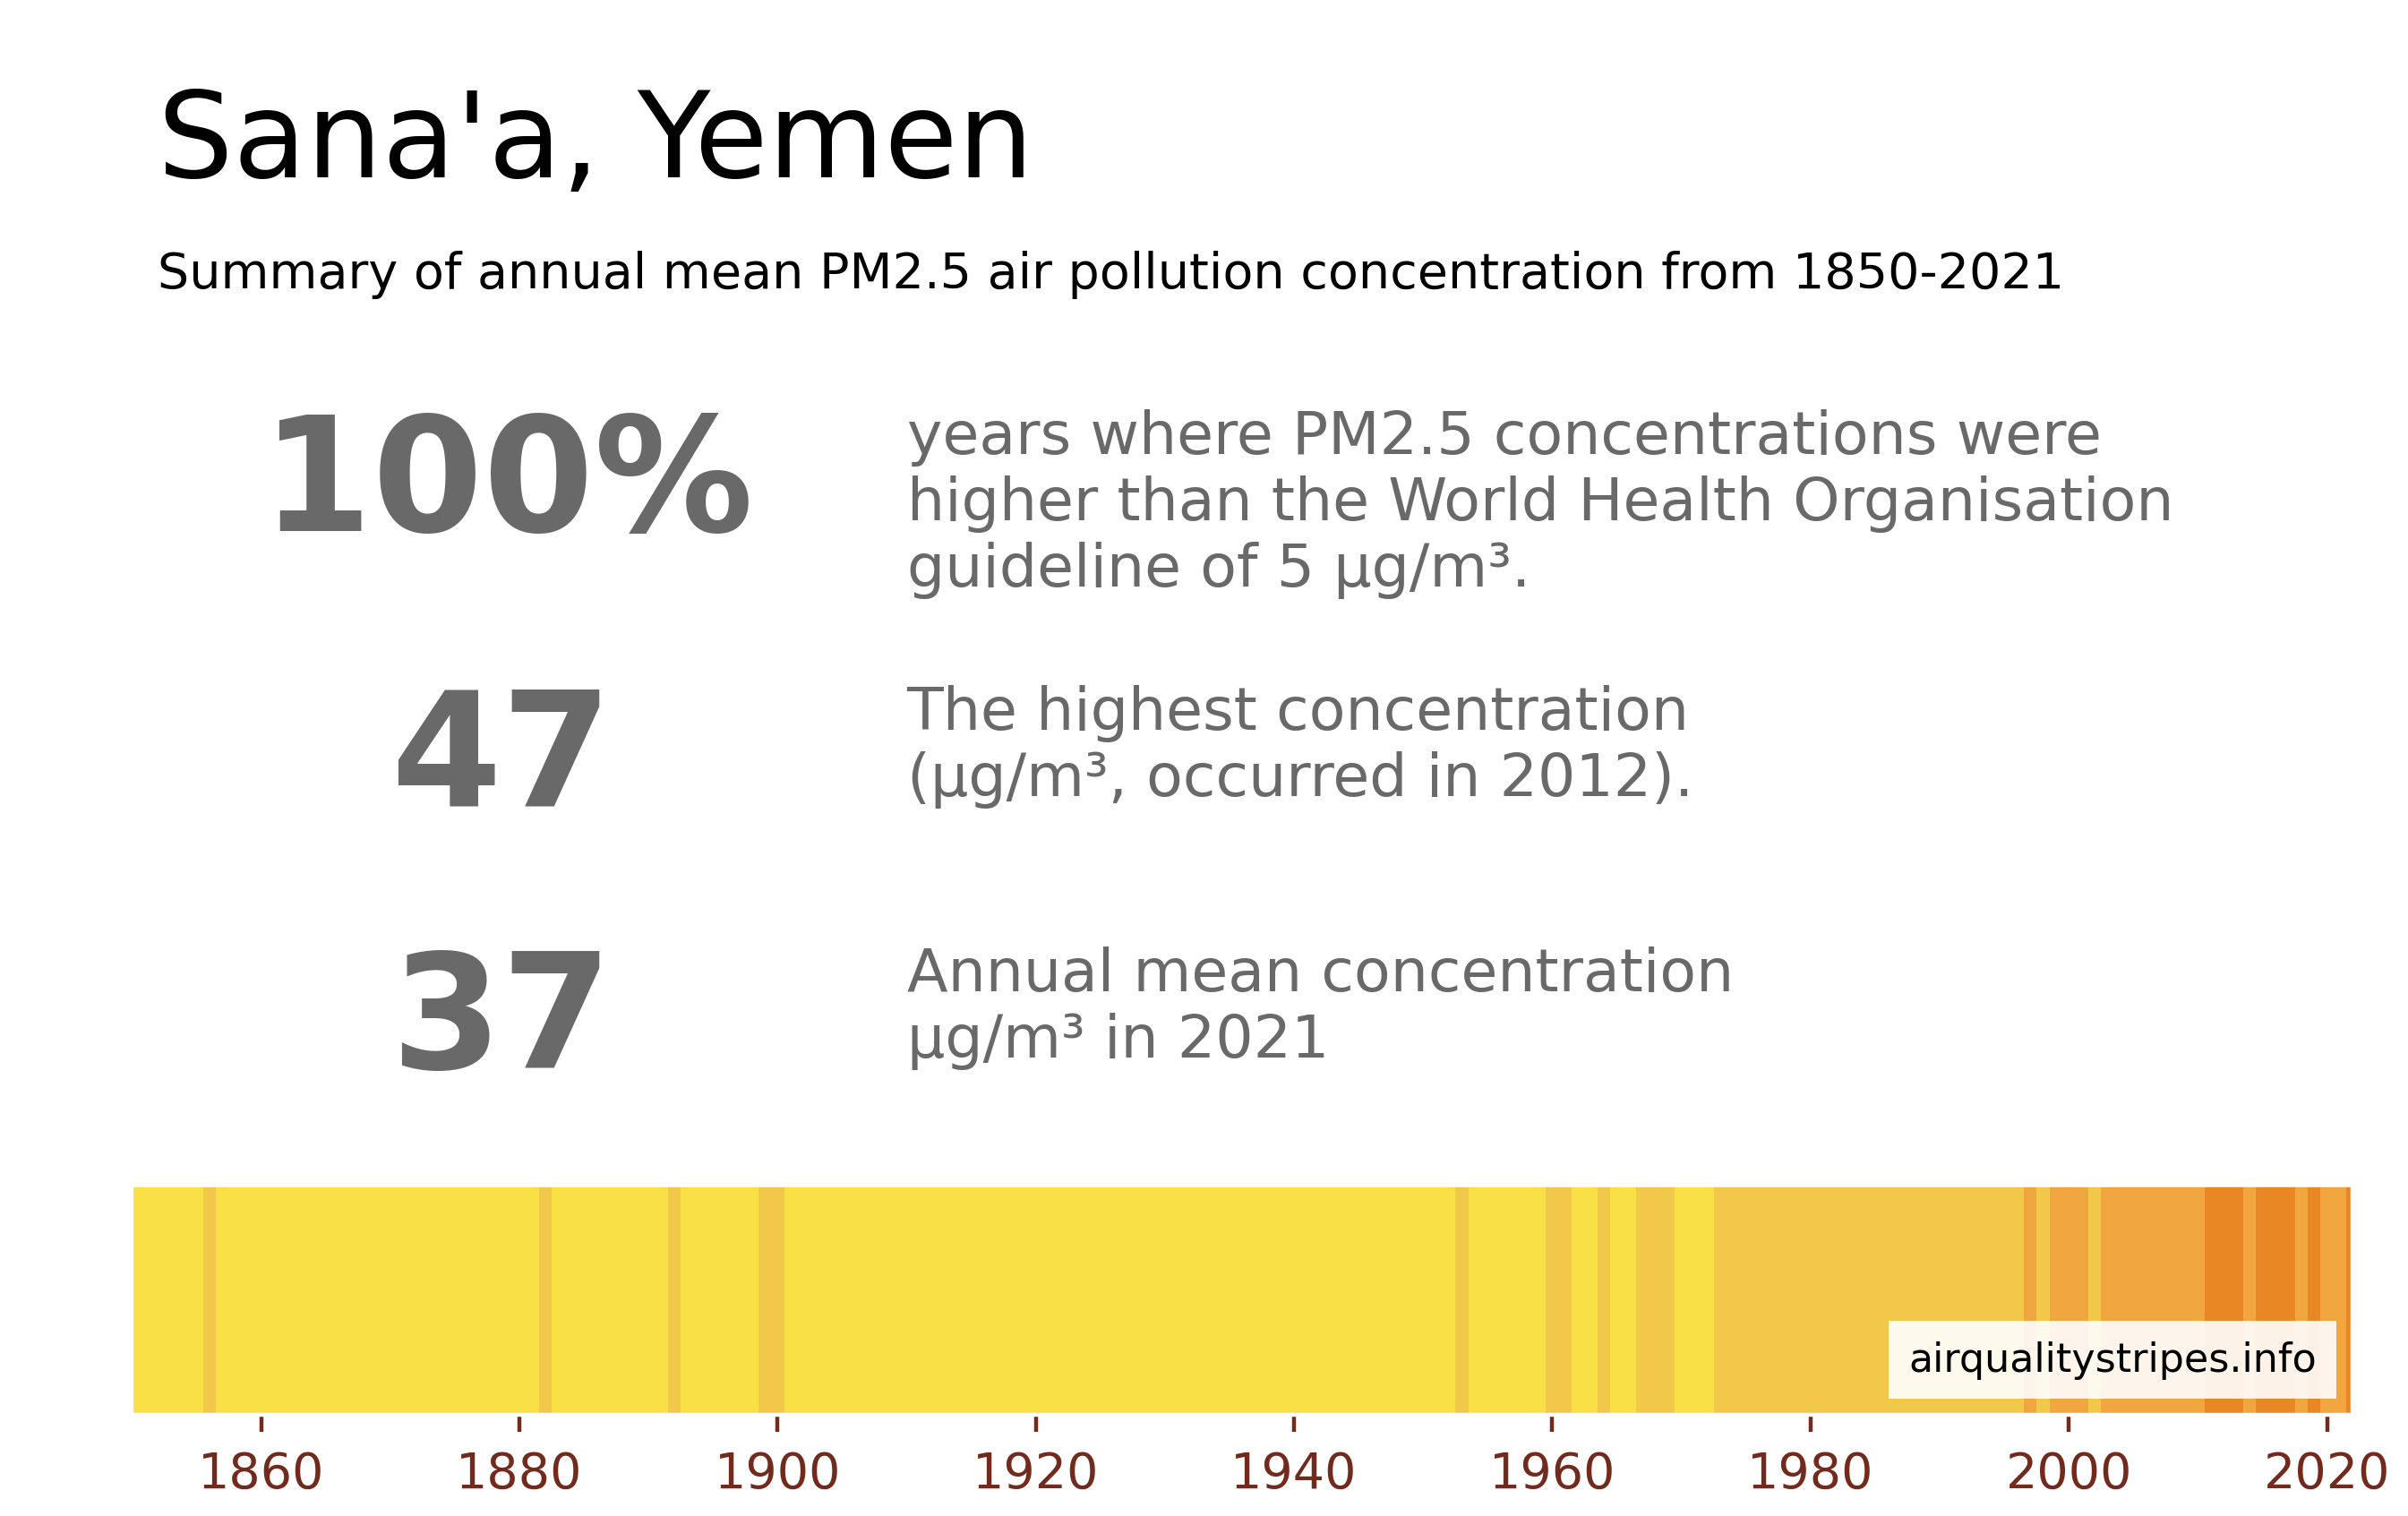 Sana'a, Yemen
Summary of annual mean PM2.5 air pollution concentration from 1850-2021
100%
years where PM2.5 concentrations were
higher than the World Health Organisation
guideline of 5 µg/m³.
47
The highest concentration
(µg/m³, occurred in 2012).
37
Annual mean concentration
µg/m³ in 2021
airqualitystripes.info
1860 1880 1900 1920 1940 1960 1980 2000 2020